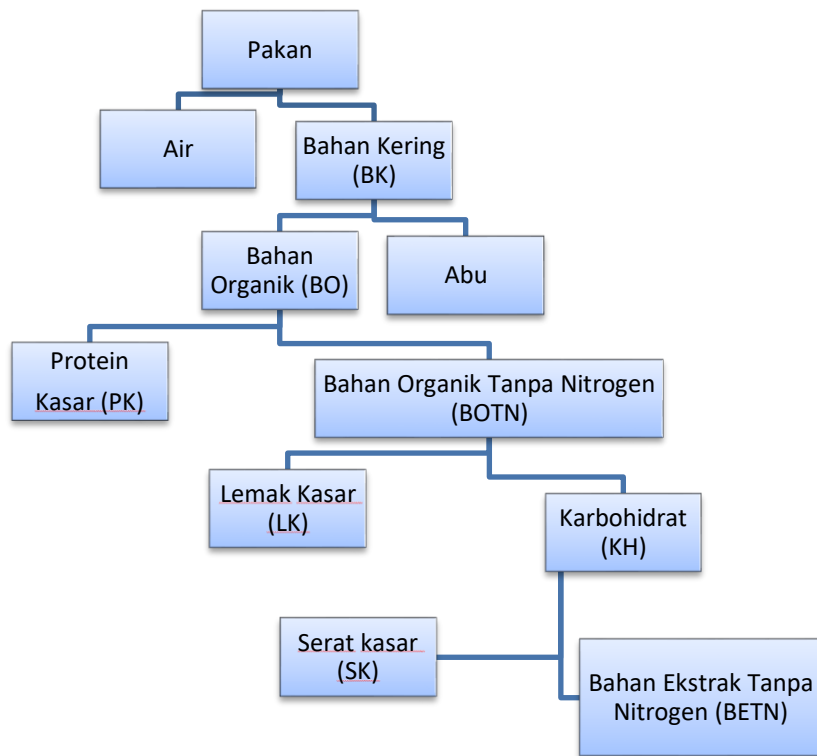 Pakan
Air
Bahan Kering
(BK)
Bahan
Organik (BO)
Abu
Protein
Kasar (PK)
Bahan Organik Tanpa Nitrogen
(BOTN)
Lemak Kasar
(LK)
Karbohidrat
(KH)
Serat kasar
(SK)
Bahan Ekstrak Tanpa
Nitrogen (BETN)